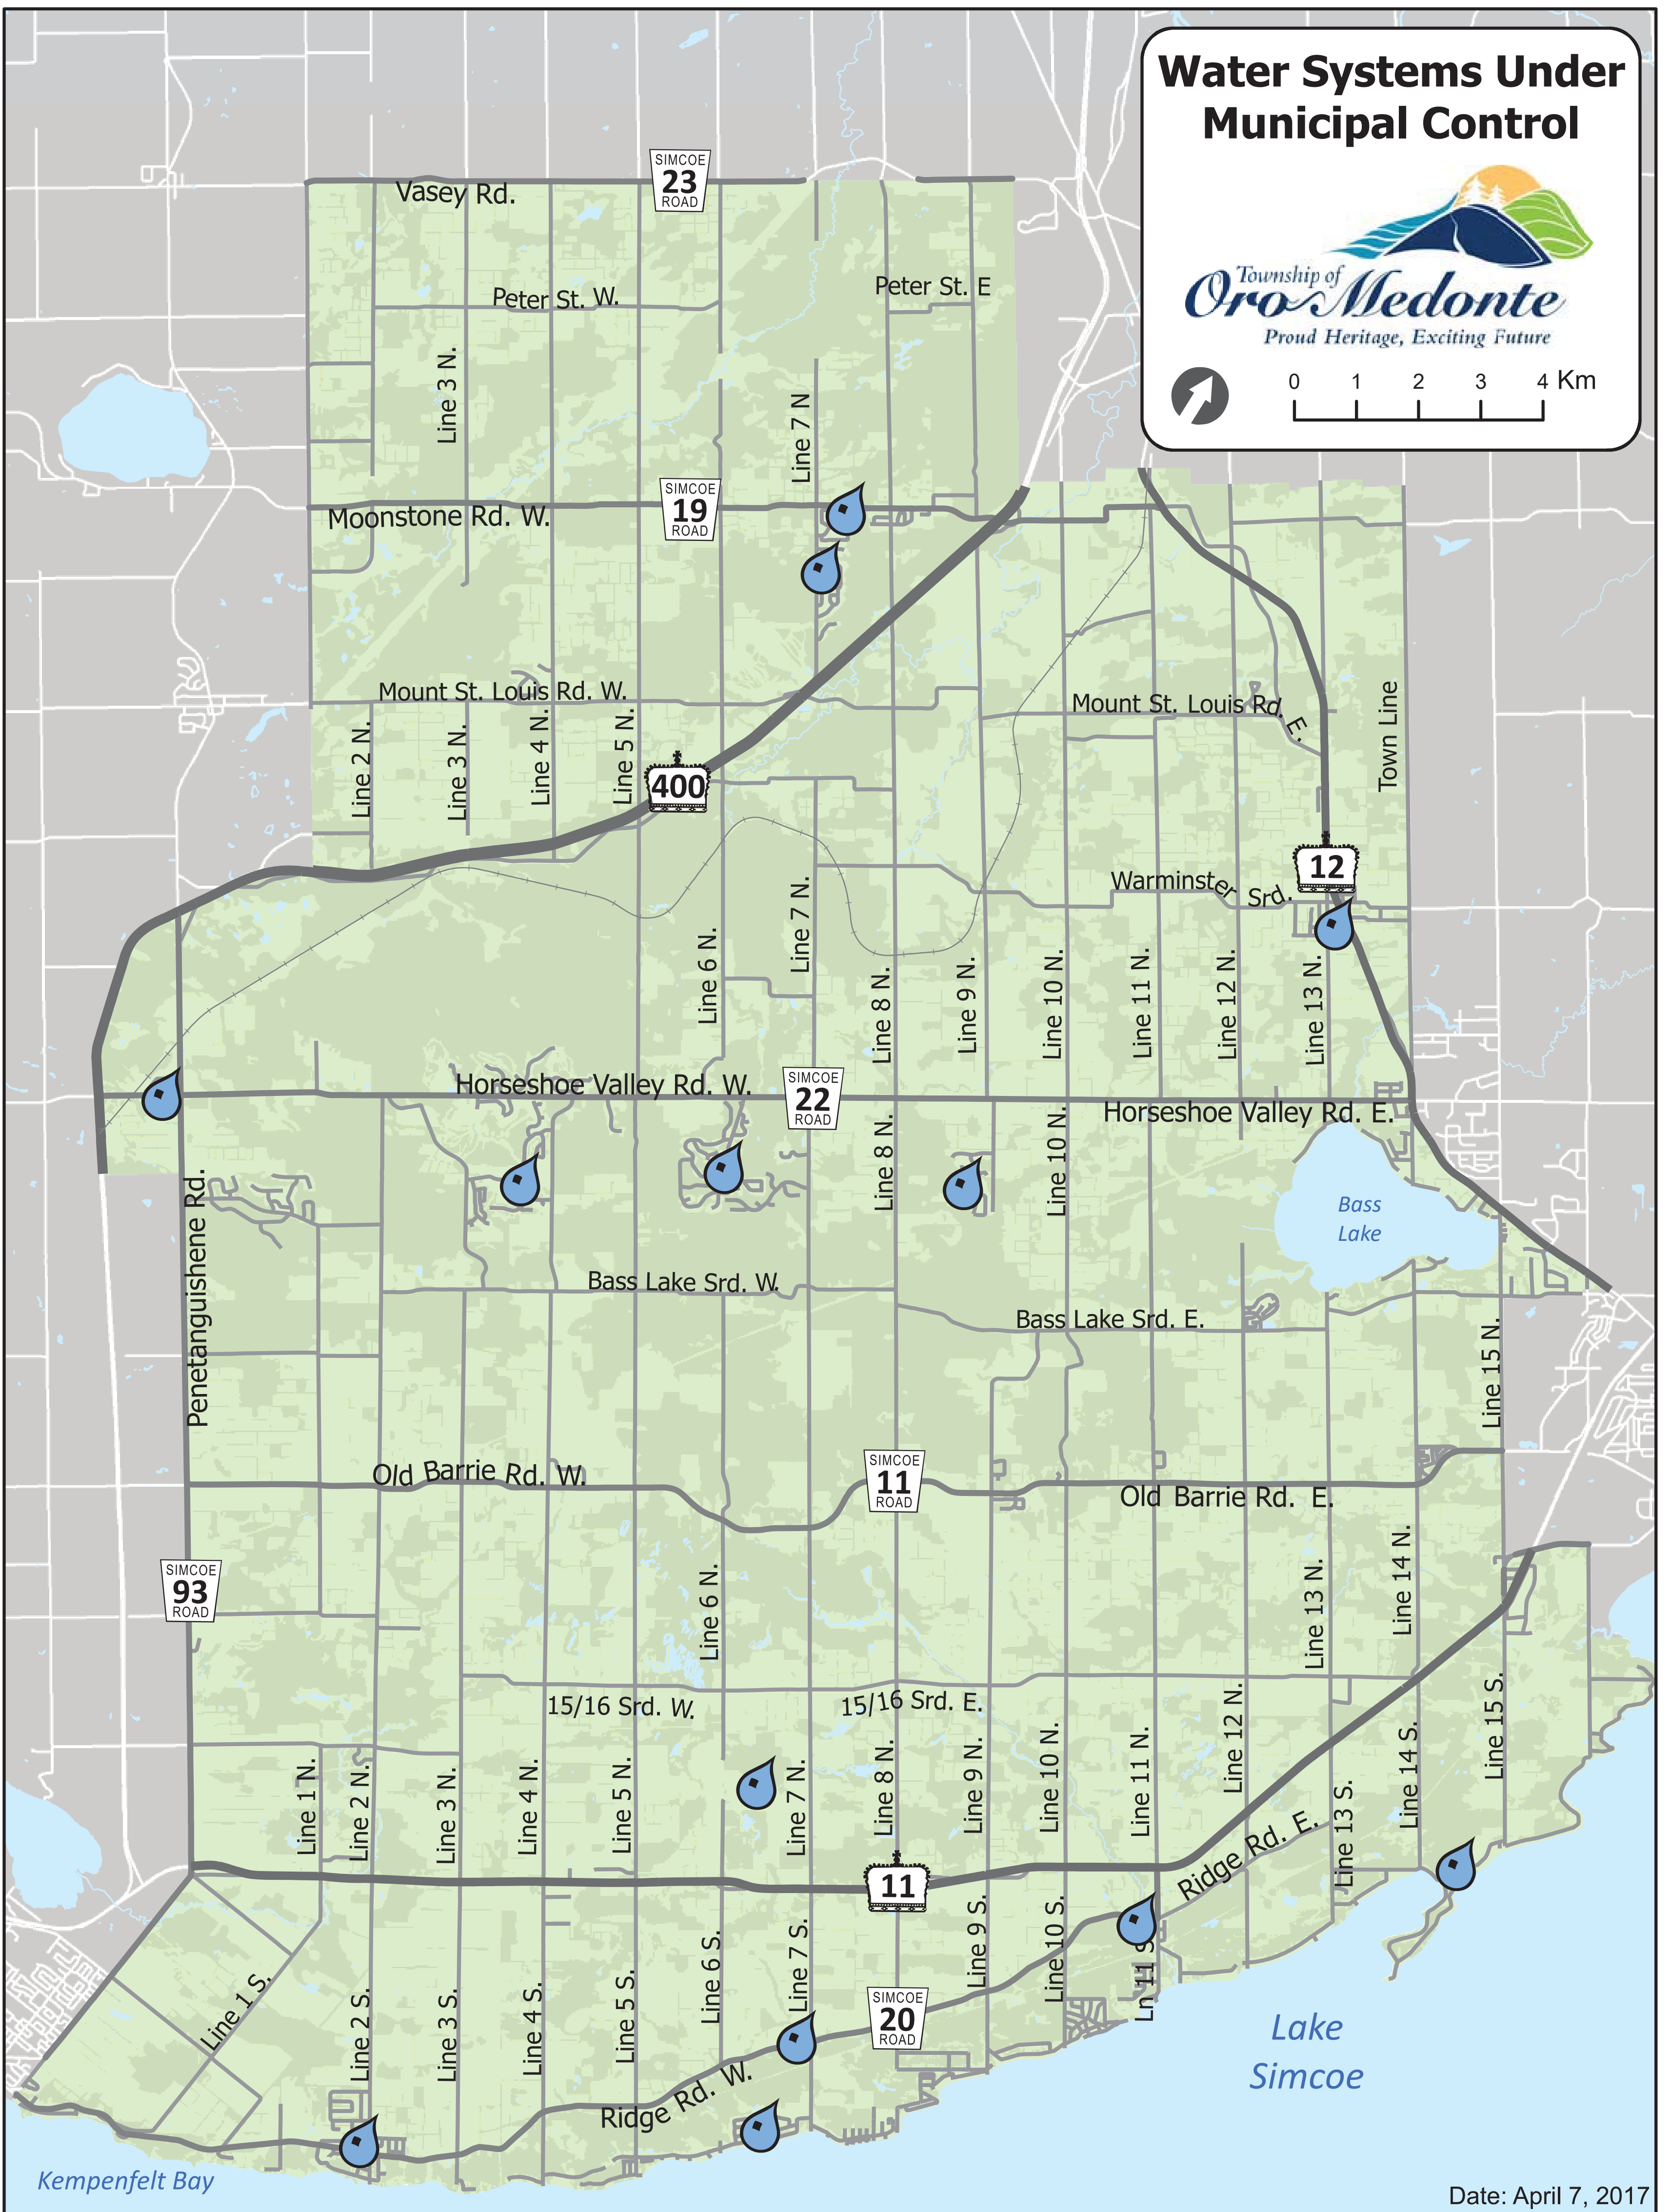 Water Systems Under
Municipal Control
Township of
Oro-Medonte
Proud Heritage, Exciting Future
0 1 2 3 4 Km
SIMCOE
23
ROAD
Vasey Rd.
Peter St. W.
Peter St. E
Line 3 N.
Line 7 N
SIMCOE
19
ROAD
Moonstone Rd. W.
Mount St. Louis Rd. W.
Mount St. Louis Rd. E.
Town Line
Line 2 N.
Line 3 N.
Line 4 N.
Line 5 N.
400
12
Warminster Srd.
Line 6 N.
Line 7 N.
Line 8 N.
Line 9 N.
Line 10 N.
Line 11 N.
Line 12 N.
Line 13 N.
Horseshoe Valley Rd. W.
SIMCOE
22
ROAD
Horseshoe Valley Rd. E.
Line 8 N.
Line 10 N.
Penetanguishene Rd.
Bass
Lake
Bass Lake Srd. W.
Bass Lake Srd. E.
Line 15 N.
Old Barrie Rd. W.
SIMCOE
11
ROAD
Old Barrie Rd. E.
SIMCOE
93
ROAD
Line 6 N.
Line 13 N.
Line 14 N.
15/16 Srd. W.
15/16 Srd. E.
Line 1 N.
Line 2 N.
Line 3 N.
Line 4 N.
Line 5 N.
Line 7 N.
Line 8 N.
Line 9 N.
Line 10 N.
Line 11 N.
Line 12 N.
Line 13 S.
Line 14 S.
Line 15 S.
11
Ridge Rd. E.
Line 1 S.
Line 2 S.
Line 3 S.
Line 4 S.
Line 5 S.
Line 6 S.
Line 7 S.
Line 9 S.
Line 10 S.
Ln 11 S.
SIMCOE
20
ROAD
Ridge Rd. W.
Lake
Simcoe
Kempenfelt Bay
Date: April 7, 2017